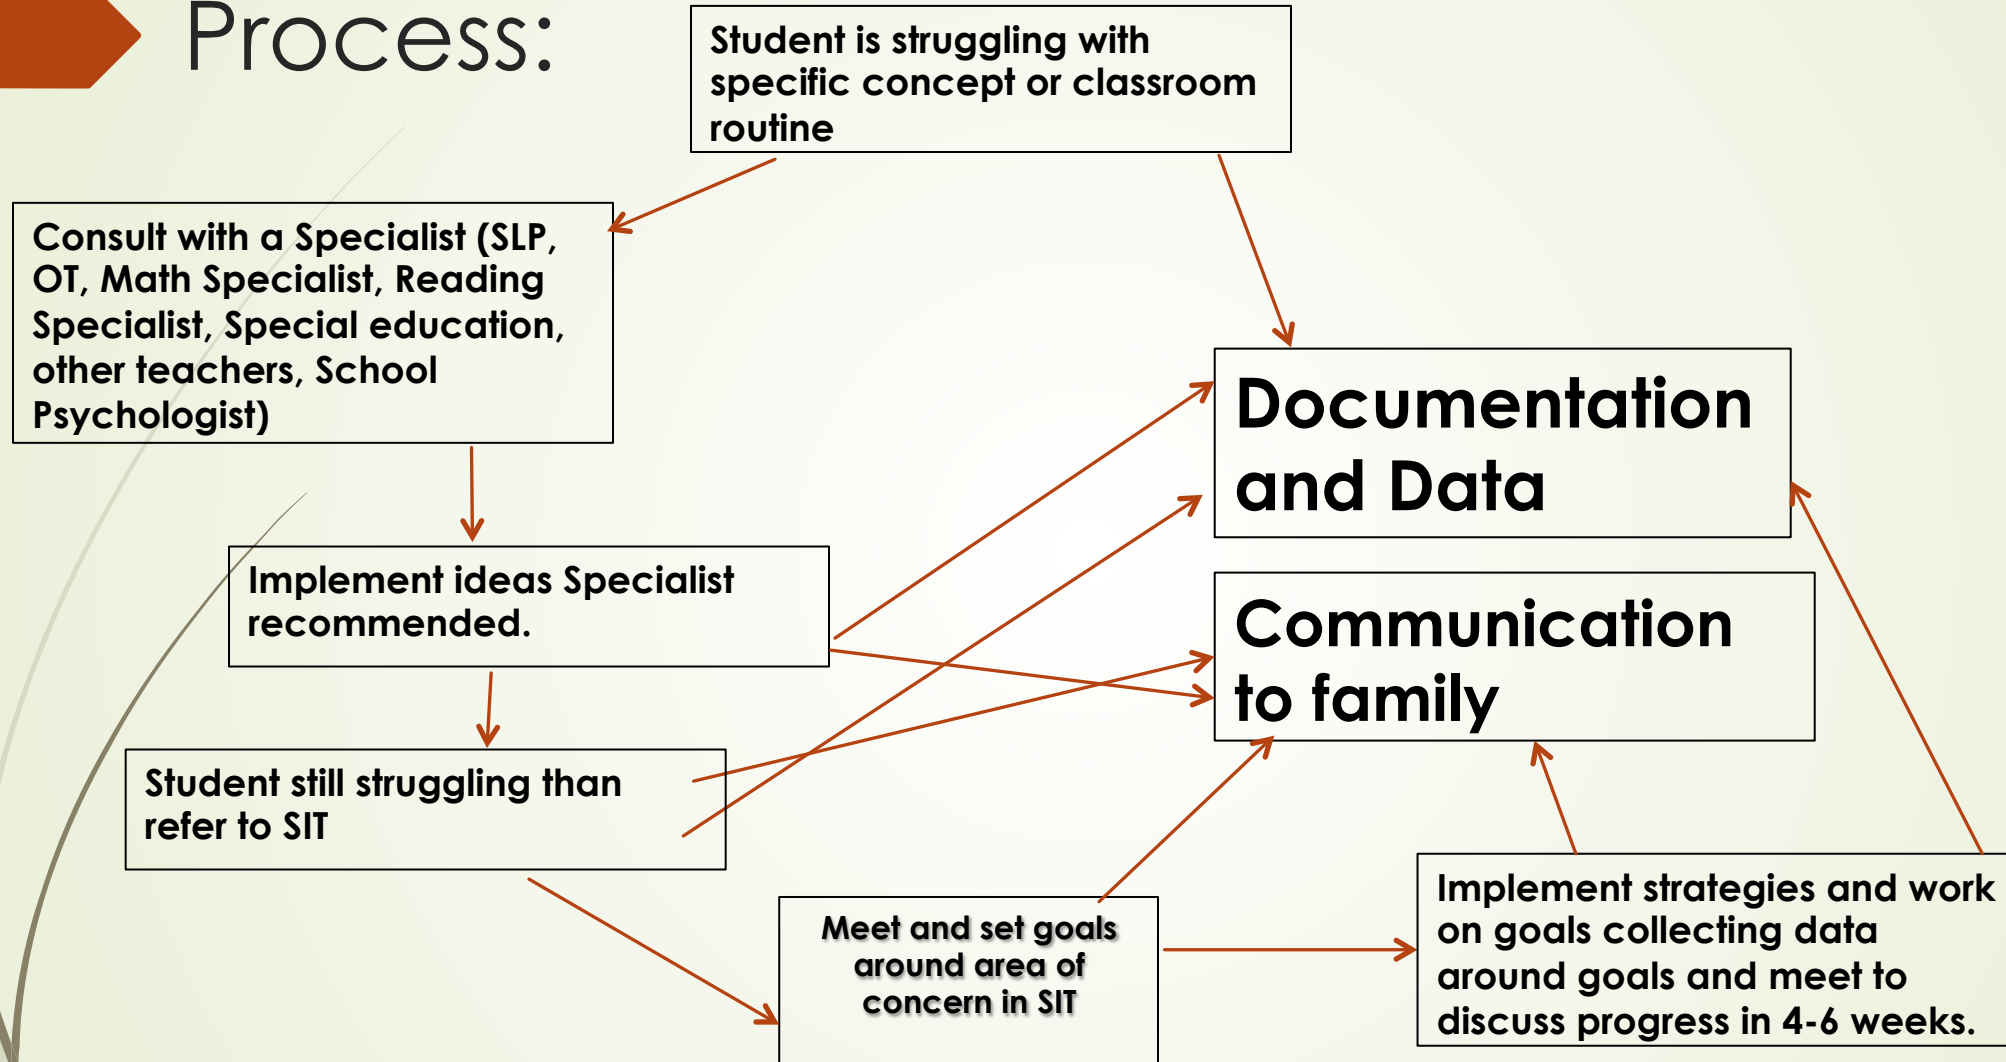 Process:
Student is struggling with
specific concept or classroom
routine
Consult with a Specialist (SLP,
OT, Math Specialist, Reading
Specialist, Special education,
other teachers, School
Psychologist)
Documentation
and Data
Implement ideas Specialist
recommended.
Communication
to family
Student still struggling than
refer to SIT
Meet and set goals
around area of
concern in SIT
Implement strategies and work
on goals collecting data
around goals and meet to
discuss progress in 4-6 weeks.